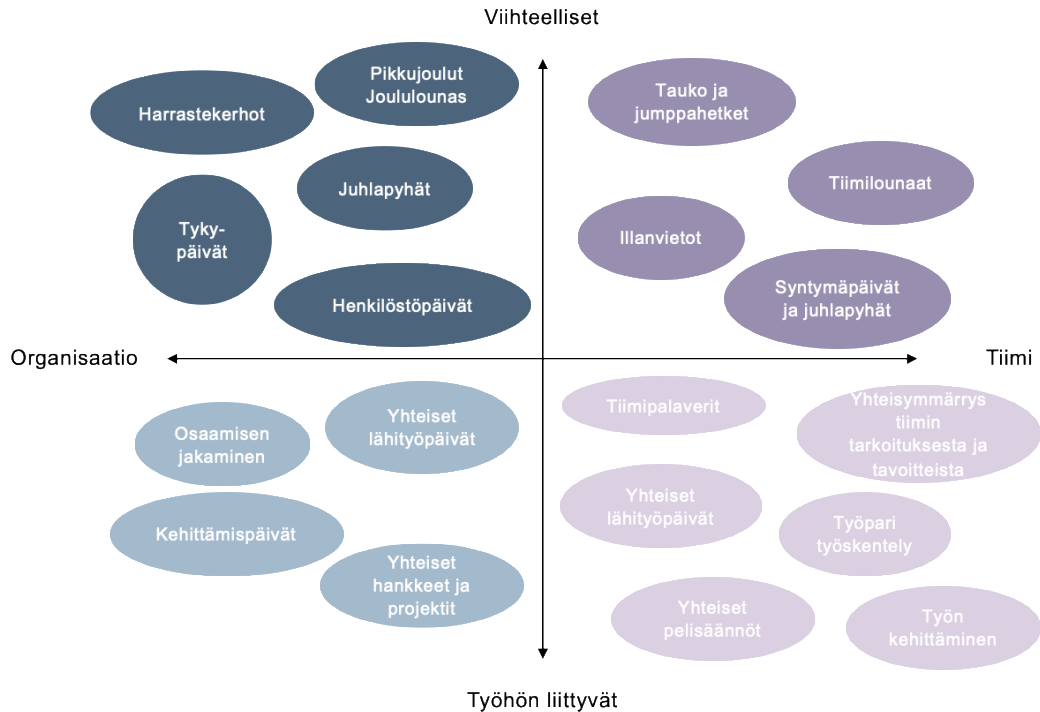 Viihteelliset
Pikkujoulut
Joululounas
Harrastekerhot
Juhlapyhät
Tyky-
päivät
Henkilöstöpäivät
Tauko ja
jumppahetket
Tiimilounaat
Illanvietot
Syntymäpäivät
ja juhlapyhät
Organisaatio
Tiimi
Osaamisen
jakaminen
Yhteiset
lähityöpäivät
Kehittämispäivät
Yhteiset
hankkeet ja
projektit
Tiimipalaverit
Yhteisymmärrys
tiimin
tarkoituksesta ja
tavoitteista
Yhteiset
lähityöpäivät
Työpari
työskentely
Yhteiset
pelisäännöt
Työn
kehittäminen
Työhön liittyvät